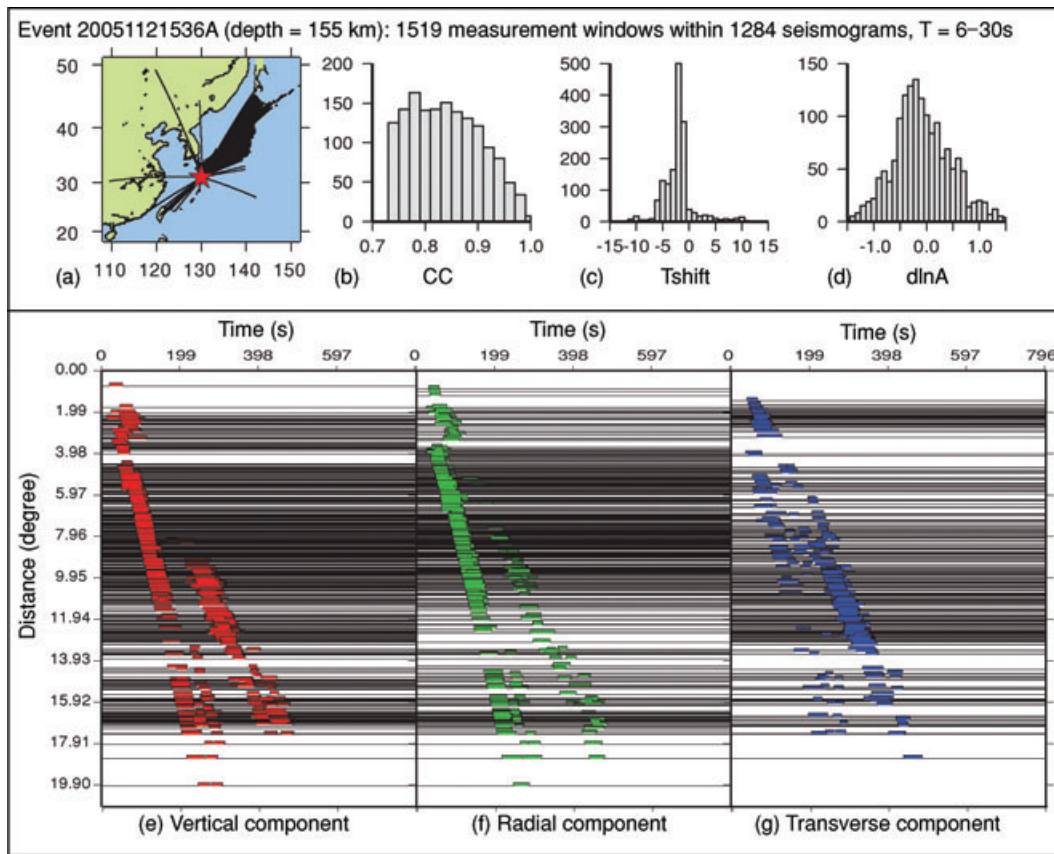 Event 200511121536A (depth = 155 km): 1519 measurement windows within 1284 seismograms, T = 6–30s
50
40
30
20
110 120 130 140 150
(a)
200
150
100
50
0
0.7 0.8 0.9 1.0
(b) CC
500
400
300
200
100
0
-15 -10 -5 0 5 10 15
(c) Tshift
150
100
50
0
-1.0 0.0 1.0
(d) dlnA
Time (s) Time (s) Time (s)
0 199 398 597 0 199 398 597 0 199 398 597 796
Distance (degree)
0.00
1.99
3.98
5.97
7.96
9.95
11.94
13.93
15.92
17.91
19.90
(e) Vertical component (f) Radial component (g) Transverse component